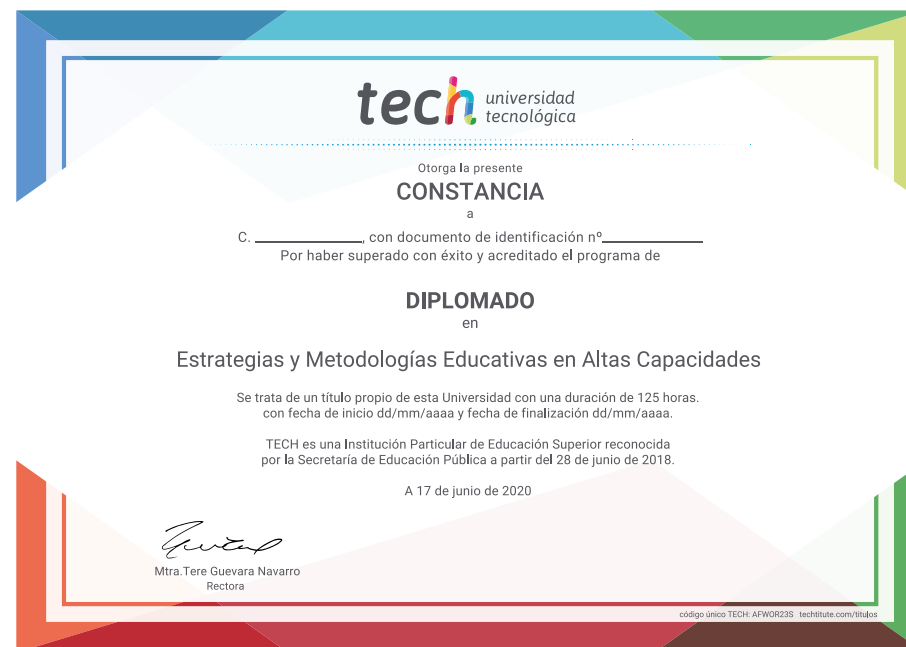 tech universidad
tecnológica
Otorga la presente
CONSTANCIA
a
C. ______________, con documento de identificación nº_____________
Por haber superado con éxito y acreditado el programa de
DIPLOMADO
en
Estrategias y Metodologías Educativas en Altas Capacidades
Se trata de un título propio de esta Universidad con una duración de 125 horas.
con fecha de inicio dd/mm/aaaa y fecha de finalización dd/mm/aaaa.
TECH es una Institución Particular de Educación Superior reconocida
por la Secretaría de Educación Pública a partir del 28 de junio de 2018.
A 17 de junio de 2020
Mtra.Tere Guevara Navarro
Rectora
código único TECH: AFWOR23S techtitute.com/titulos